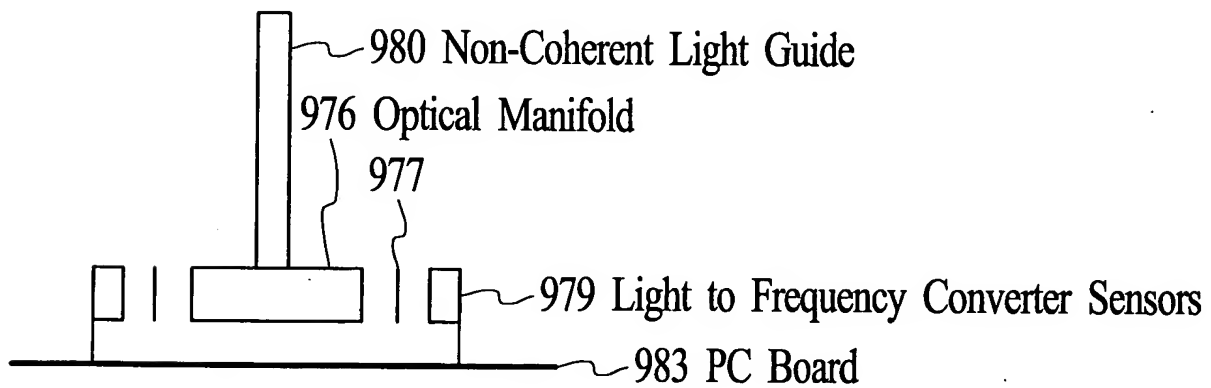 980 Non-Coherent Light Guide
976 Optical Manifold
977
979 Light to Frequency Converter Sensors
983 PC Board